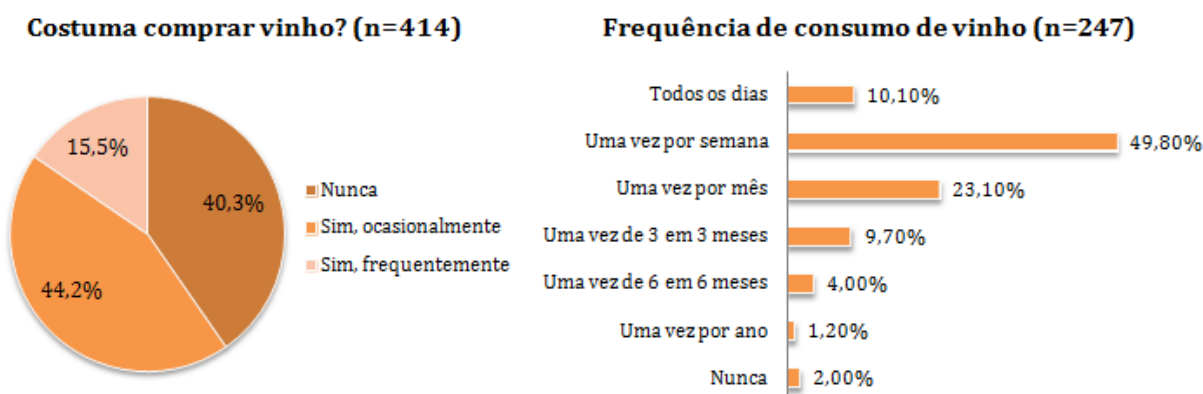 Costuma comprar vinho? (n=414)
15,5%
40,3%
44,2%
Nunca
Sim, ocasionalmente
Sim, frequentemente
Frequência de consumo de vinho (n=247)
Todos os dias 10,10%
Uma vez por semana 49,80%
Uma vez por mês 23,10%
Uma vez de 3 em 3 meses 9,70%
Uma vez de 6 em 6 meses 4,00%
Uma vez por ano 1,20%
Nunca 2,00%